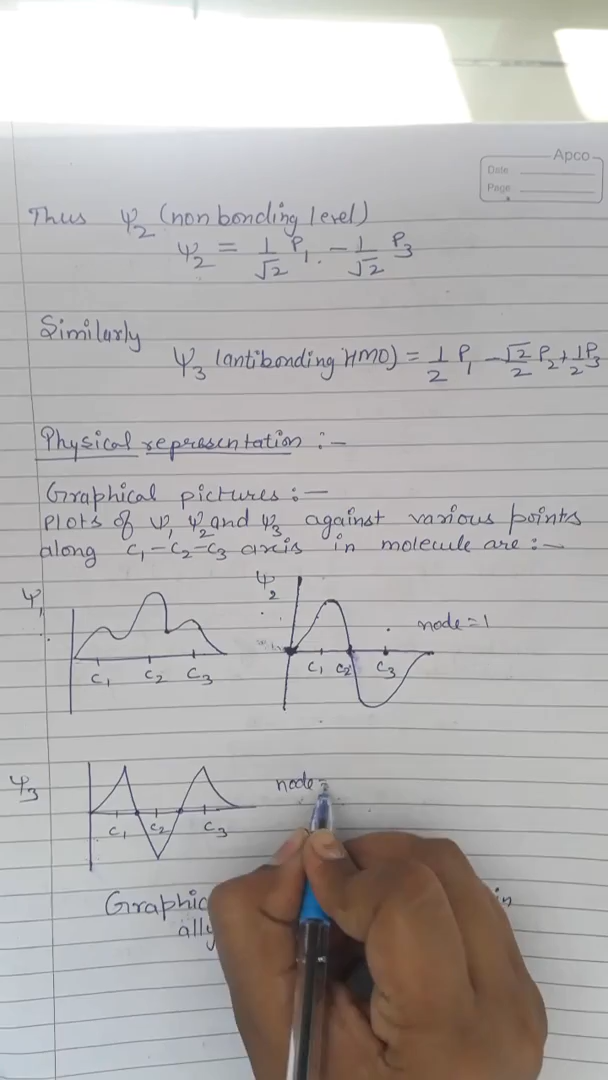 Apco
Date
Page
Thus ψ2 (non bonding level)
ψ2 = 1/√2 P1 - 1/√2 P3
Similarly
ψ3 (antibonding HMO) = 1/2 P1 - √2/2 P2 + 1/2 P3
Physical representation :-
Graphical pictures :-
Plots of ψ1 ψ2 and ψ3 against various points
along C1-C2-C3 axis in molecule are :-
ψ1
C1 C2 C3
ψ2
node=1
C1 C2 C3
ψ3
node=
C1 C2 C3
Graphic in
ally